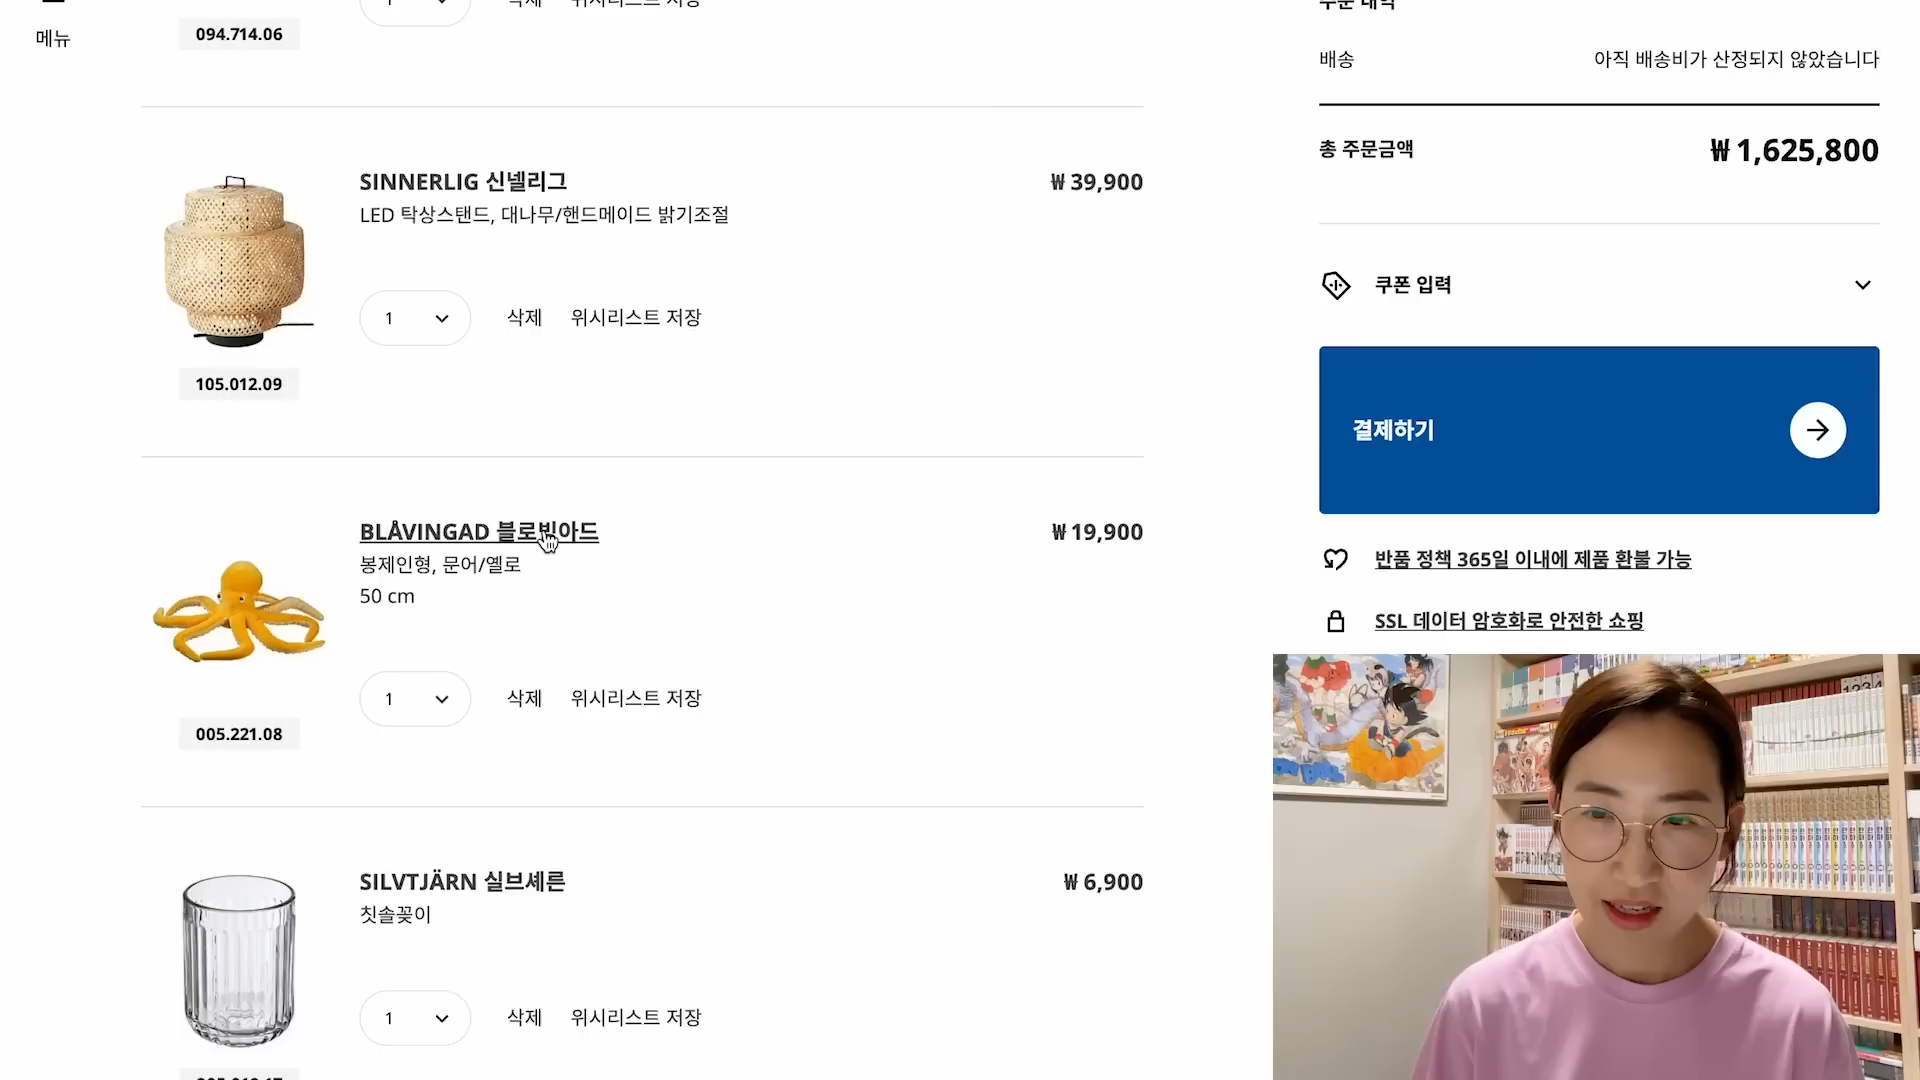 메뉴
094.714.06
SINNERLIG 신넬리그
₩ 39,900
LED 탁상스탠드, 대나무/핸드메이드 밝기조절
1
삭제
위시리스트 저장
105.012.09
BLÅVINGAD 블로빙아드
₩ 19,900
봉제인형, 문어/옐로
50 cm
1
삭제
위시리스트 저장
005.221.08
SILVTJÄRN 실브셰른
₩ 6,900
칫솔꽂이
1
삭제
위시리스트 저장
배송
아직 배송비가 산정되지 않았습니다
총 주문금액
₩ 1,625,800
쿠폰 입력
결제하기
반품 정책 365일 이내에 제품 환불 가능
SSL 데이터 암호화로 안전한 쇼핑